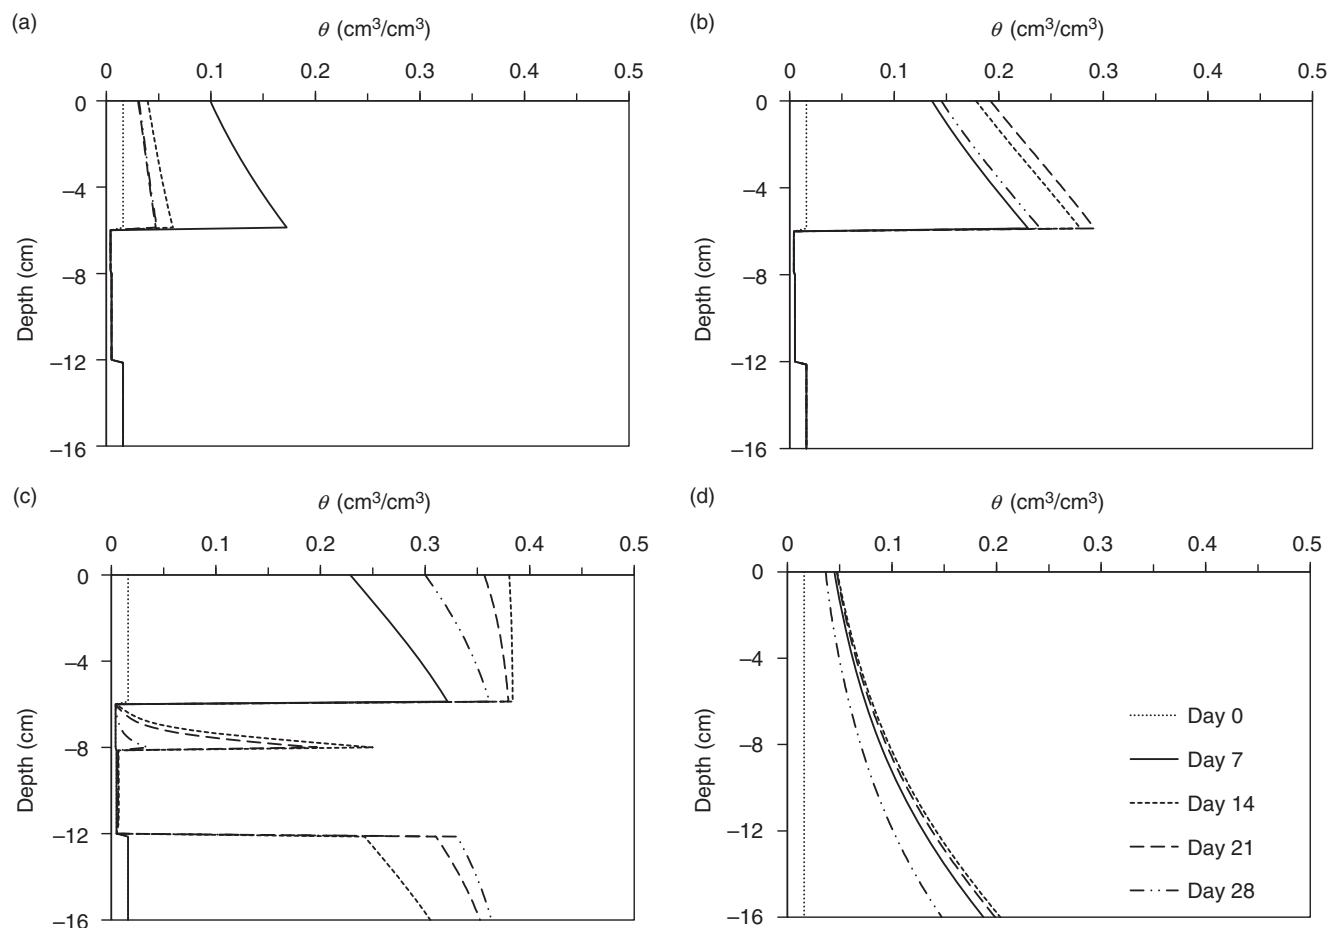 (a)
θ (cm³/cm³)
0 0.1 0.2 0.3 0.4 0.5
0
–4
–8
–12
–16
Depth (cm)
(b)
θ (cm³/cm³)
0 0.1 0.2 0.3 0.4 0.5
0
–4
–8
–12
–16
Depth (cm)
(c)
θ (cm³/cm³)
0 0.1 0.2 0.3 0.4 0.5
0
–4
–8
–12
–16
Depth (cm)
(d)
θ (cm³/cm³)
0 0.1 0.2 0.3 0.4 0.5
0
–4
–8
–12
–16
Depth (cm)
Day 0
Day 7
Day 14
Day 21
Day 28